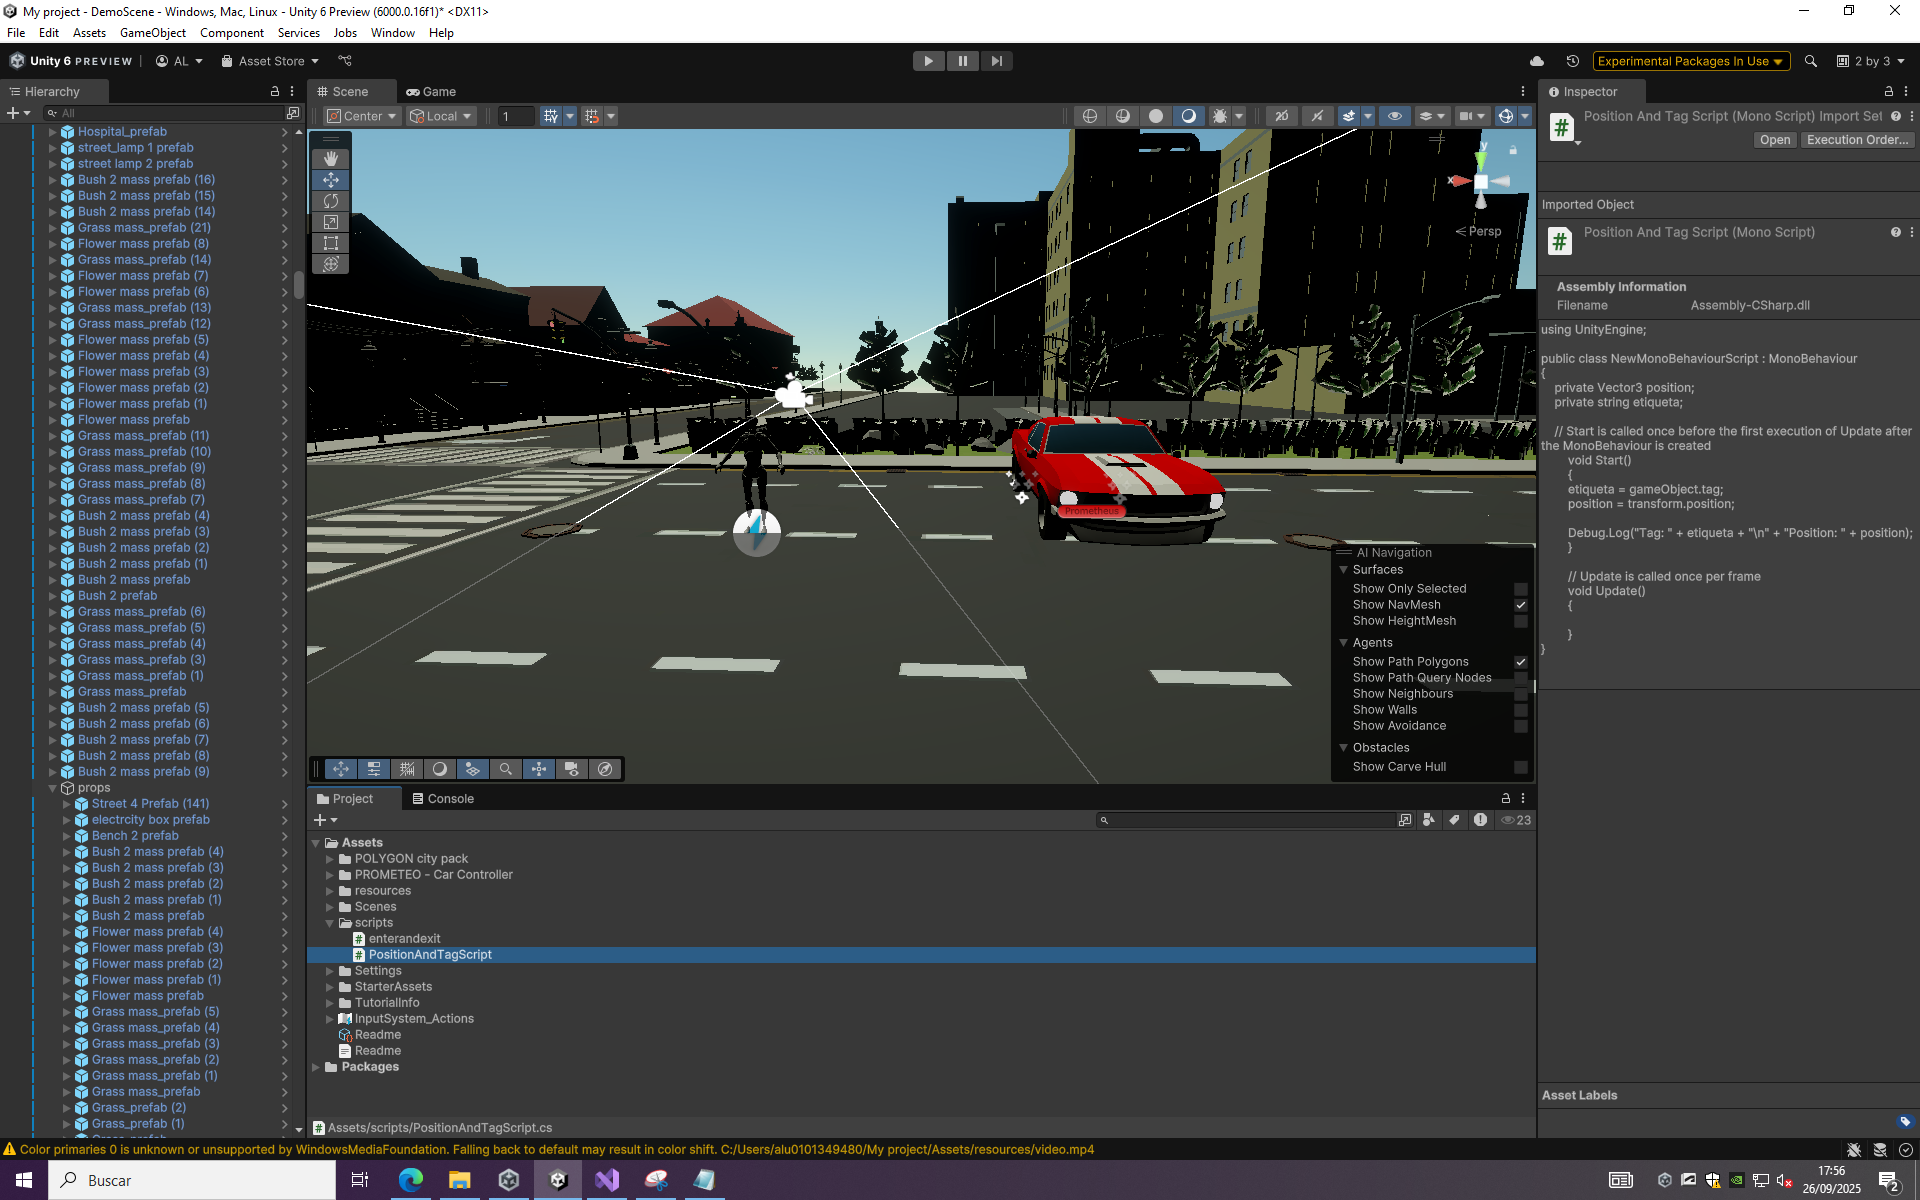 My project - DemoScene - Windows, Mac, Linux - Unity 6 Preview (6000.0.16f1)* <DX11>
File Edit Assets GameObject Component Services Jobs Window Help
Unity 6 PREVIEW AL Asset Store Experimental Packages In Use 2 by 3
Hierarchy
All
Hospital_prefab
street_lamp 1 prefab
street lamp 2 prefab
Bush 2 mass prefab (16)
Bush 2 mass prefab (15)
Bush 2 mass prefab (14)
Grass mass_prefab (21)
Flower mass prefab (8)
Grass mass_prefab (14)
Flower mass prefab (7)
Flower mass prefab (6)
Grass mass_prefab (13)
Grass mass_prefab (12)
Flower mass prefab (5)
Flower mass prefab (4)
Flower mass prefab (3)
Flower mass prefab (2)
Flower mass prefab (1)
Flower mass prefab
Grass mass_prefab (11)
Grass mass_prefab (10)
Grass mass_prefab (9)
Grass mass_prefab (8)
Grass mass_prefab (7)
Bush 2 mass prefab (4)
Bush 2 mass prefab (3)
Bush 2 mass prefab (2)
Bush 2 mass prefab (1)
Bush 2 mass prefab
Bush 2 prefab
Grass mass_prefab (6)
Grass mass_prefab (5)
Grass mass_prefab (4)
Grass mass_prefab (3)
Grass mass_prefab (1)
Grass mass_prefab
Bush 2 mass prefab (5)
Bush 2 mass prefab (6)
Bush 2 mass prefab (7)
Bush 2 mass prefab (8)
Bush 2 mass prefab (9)
props
Street 4 Prefab (141)
electrcity box prefab
Bench 2 prefab
Bush 2 mass prefab (4)
Bush 2 mass prefab (3)
Bush 2 mass prefab (2)
Bush 2 mass prefab (1)
Bush 2 mass prefab
Flower mass prefab (4)
Flower mass prefab (3)
Flower mass prefab (2)
Flower mass prefab (1)
Flower mass prefab
Grass mass_prefab (5)
Grass mass_prefab (4)
Grass mass_prefab (3)
Grass mass_prefab (2)
Grass mass_prefab (1)
Grass mass_prefab
Grass_prefab (2)
Grass_prefab (1)
Scene Game
Center Local 1 2D
y
x
Persp
Prometheus
AI Navigation
Surfaces
Show Only Selected
Show NavMesh
Show HeightMesh
Agents
Show Path Polygons
Show Path Query Nodes
Show Neighbours
Show Walls
Show Avoidance
Obstacles
Show Carve Hull
Project Console
23
Assets
POLYGON city pack
PROMETEO - Car Controller
resources
Scenes
scripts
enterandexit
PositionAndTagScript
Settings
StarterAssets
TutorialInfo
InputSystem_Actions
Readme
Readme
Packages
Assets/scripts/PositionAndTagScript.cs
Inspector
Position And Tag Script (Mono Script) Import Set
Open Execution Order...
Imported Object
Position And Tag Script (Mono Script)
Assembly Information
Filename Assembly-CSharp.dll
using UnityEngine;
public class NewMonoBehaviourScript : MonoBehaviour
{
private Vector3 position;
private string etiqueta;
// Start is called once before the first execution of Update after
the MonoBehaviour is created
void Start()
{
etiqueta = gameObject.tag;
position = transform.position;
Debug.Log("Tag: " + etiqueta + "\n" + "Position: " + position);
}
// Update is called once per frame
void Update()
{
}
}
Asset Labels
Color primaries 0 is unknown or unsupported by WindowsMediaFoundation. Falling back to default may result in color shift. C:/Users/alu0101349480/My project/Assets/resources/video.mp4
Buscar
17:56
26/09/2025
2